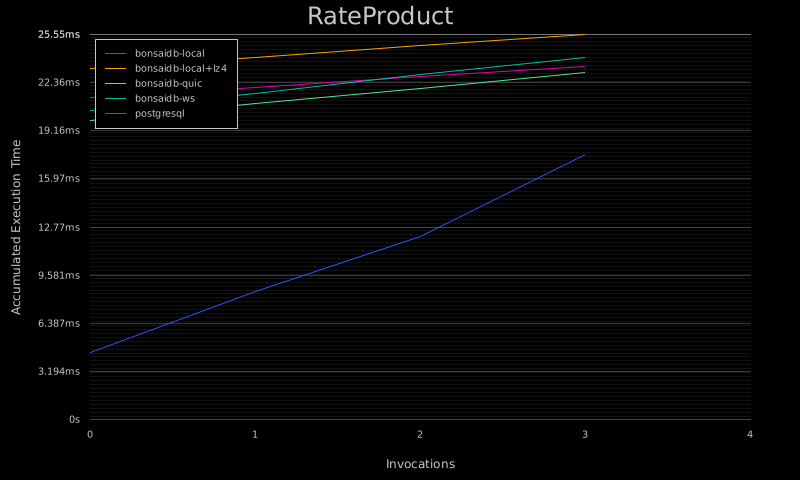 RateProduct
25.55ms
22.36ms
19.16ms
15.97ms
12.77ms
9.581ms
6.387ms
3.194ms
0s
bonsaidb-local
bonsaidb-local+lz4
bonsaidb-quic
bonsaidb-ws
postgresql
Accumulated Execution Time
0 1 2 3 4
Invocations